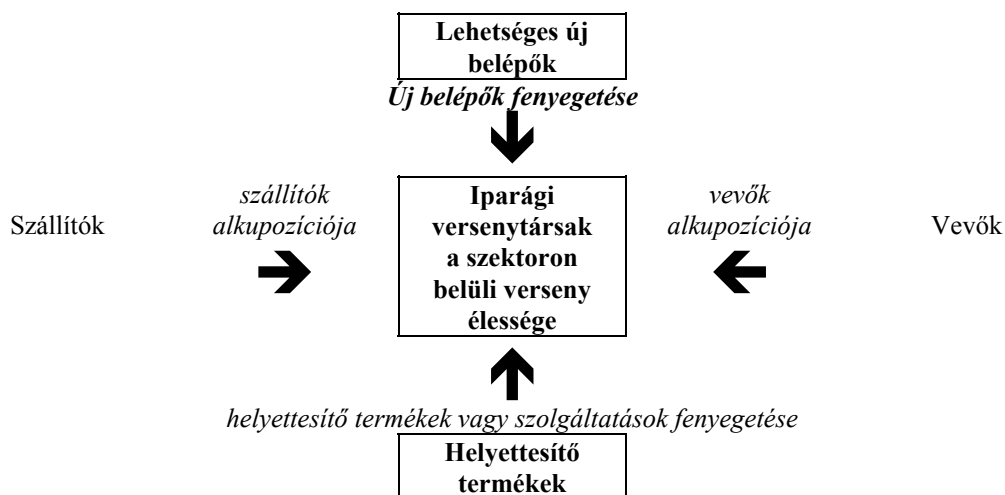 Lehetséges új
belépők
Új belépők fenyegetése
szállítók
alkupozíciója
Szállítók
Iparági
versenytársak
a szektoron
belüli verseny
élessége
vevők
alkupozíciója
Vevők
helyettesítő termékek vagy szolgáltatások fenyegetése
Helyettesítő
termékek